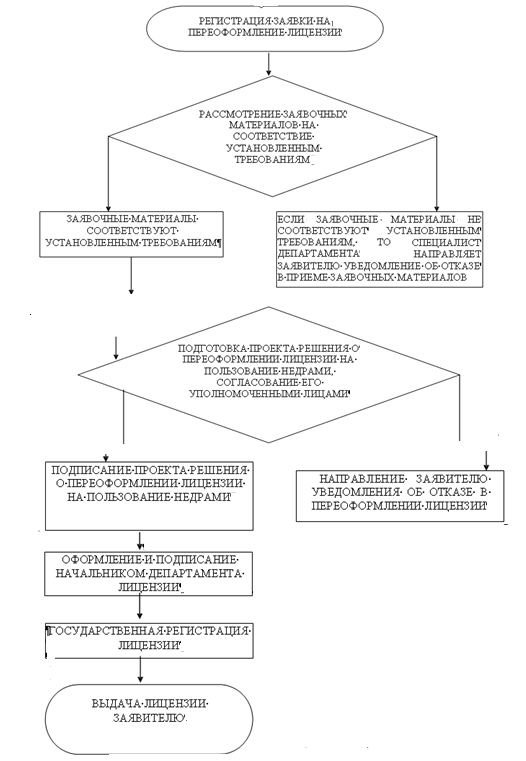 РЕГИСТРАЦИЯ ЗАЯВКИ НА
ПЕРЕОФОРМЛЕНИЕ ЛИЦЕНЗИИ
РАССМОТРЕНИЕ ЗАЯВОЧНЫХ
МАТЕРИАЛОВ НА
СООТВЕТСТВИЕ
УСТАНОВЛЕННЫМ
ТРЕБОВАНИЯМ
ЗАЯВОЧНЫЕ МАТЕРИАЛЫ
СООТВЕТСТВУЮТ
УСТАНОВЛЕННЫМ ТРЕБОВАНИЯМ
ЕСЛИ ЗАЯВОЧНЫЕ МАТЕРИАЛЫ НЕ
СООТВЕТСТВУЮТ УСТАНОВЛЕННЫМ
ТРЕБОВАНИЯМ, ТО СПЕЦИАЛИСТ
ДЕПАРТАМЕНТА НАПРАВЛЯЕТ
ЗАЯВИТЕЛЮ УВЕДОМЛЕНИЕ ОБ ОТКАЗЕ
В ПРИЕМЕ ЗАЯВОЧНЫХ МАТЕРИАЛОВ
ПОДГОТОВКА ПРОЕКТА РЕШЕНИЯ О
ПЕРЕОФОРМЛЕНИИ ЛИЦЕНЗИИ НА
ПОЛЬЗОВАНИЕ НЕДРАМИ,
СОГЛАСОВАНИЕ ЕГО
УПОЛНОМОЧЕННЫМИ ЛИЦАМИ
ПОДПИСАНИЕ ПРОЕКТА РЕШЕНИЯ
О ПЕРЕОФОРМЛЕНИИ ЛИЦЕНЗИИ
НА ПОЛЬЗОВАНИЕ НЕДРАМИ
НАПРАВЛЕНИЕ ЗАЯВИТЕЛЮ
УВЕДОМЛЕНИЯ ОБ ОТКАЗЕ В
ПЕРЕОФОРМЛЕНИИ ЛИЦЕНЗИИ
ОФОРМЛЕНИЕ И ПОДПИСАНИЕ
НАЧАЛЬНИКОМ ДЕПАРТАМЕНТА
ЛИЦЕНЗИИ
ГОСУДАРСТВЕННАЯ РЕГИСТРАЦИЯ
ЛИЦЕНЗИИ
ВЫДАЧА ЛИЦЕНЗИИ
ЗАЯВИТЕЛЮ